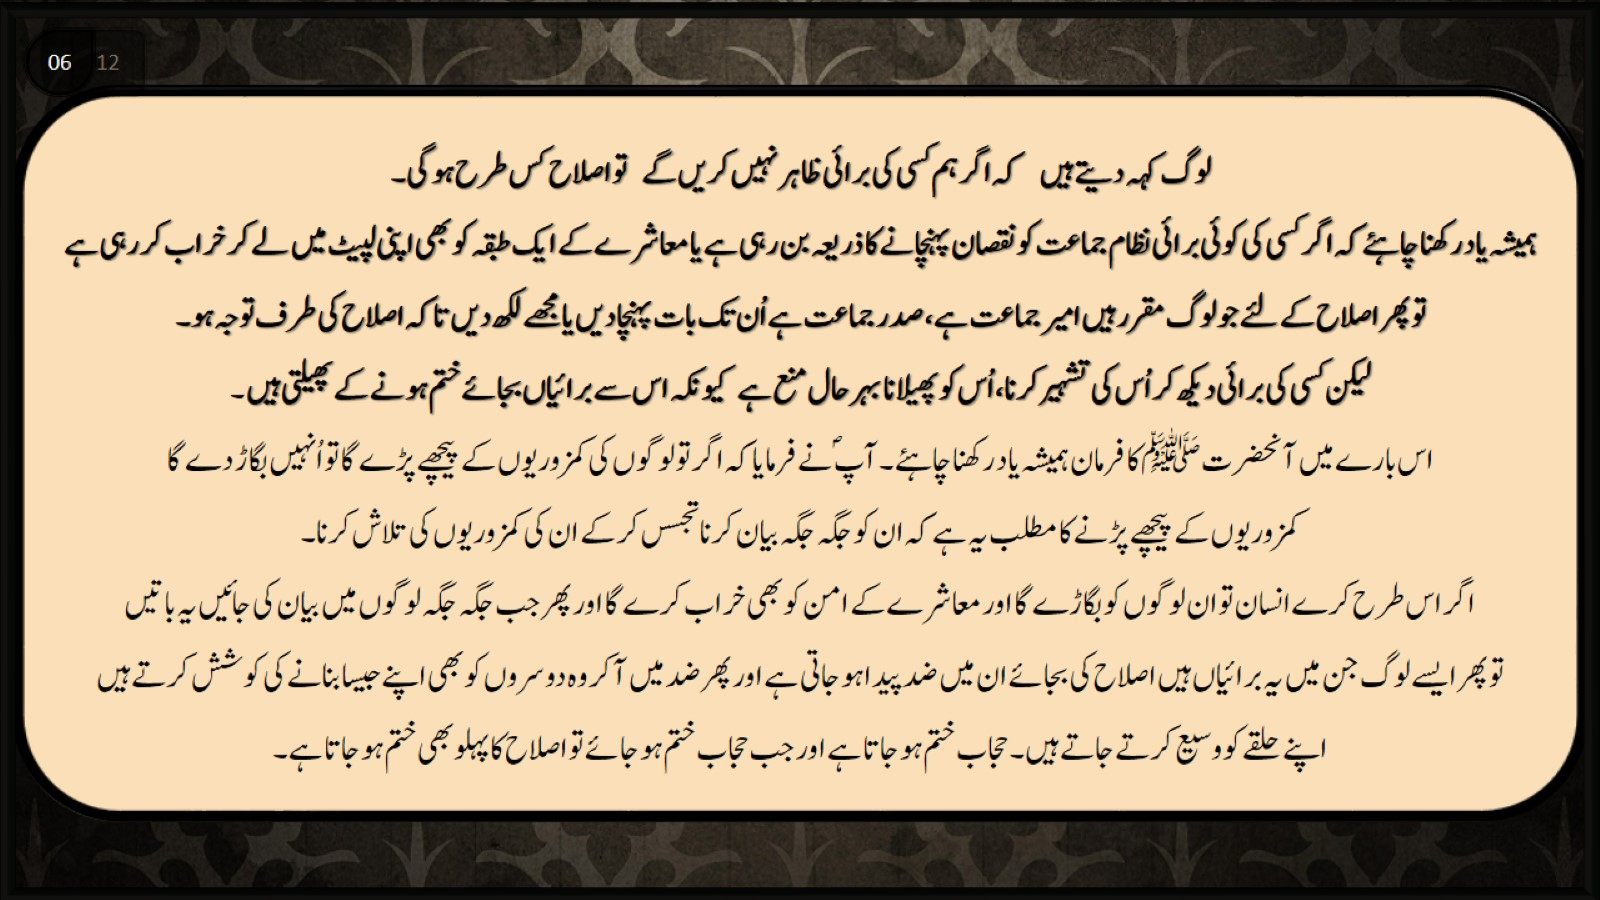 06 12
لوگ کہہ دیتے ہیں کہ اگر ہم کسی کی برائی ظاہر نہیں کریں گے تو اصلاح کس طرح ہو گی۔
ہمیشہ یاد رکھنا چاہئے کہ اگر کسی کی کوئی برائی نظام جماعت کو نقصان پہنچانے کا ذریعہ بن رہی ہے یا معاشرے کے ایک طبقہ کو بھی اپنی لپیٹ میں لے کر خراب کر رہی ہے
تو پھر اصلاح کے لئے جو لوگ مقرر ہیں امیر جماعت ہے، صدر جماعت ہے اُن تک بات پہنچا دیں یا مجھے لکھ دیں تاکہ اصلاح کی طرف توجہ ہو۔
لیکن کسی کی برائی دیکھ کر اُس کی تشہیر کرنا، اُس کو پھیلانا بہر حال منع ہے کیونکہ اس سے برائیاں بجائے ختم ہونے کے پھیلتی ہیں۔
اس بارے میں آنحضرت ﷺ کا فرمان ہمیشہ یاد رکھنا چاہئے۔ آپؐ نے فرمایا کہ اگر تو لوگوں کی کمزوریوں کے پیچھے پڑے گا تو اُنہیں بگاڑ دے گا
کمزوریوں کے پیچھے پڑنے کا مطلب یہ ہے کہ ان کو جگہ جگہ بیان کرنا تجسس کر کے ان کی کمزوریوں کی تلاش کرنا۔
اگر اس طرح کرے انسان تو ان لوگوں کو بگاڑے گا اور معاشرے کے امن کو بھی خراب کرے گا اور پھر جب جگہ جگہ لوگوں میں بیان کی جائیں یہ باتیں
تو پھر ایسے لوگ جن میں یہ برائیاں ہیں اصلاح کی بجائے ان میں ضد پیدا ہو جاتی ہے اور پھر ضد میں آکر وہ دوسروں کو بھی اپنے جیسا بنانے کی کوشش کرتے ہیں
اپنے حلقے کو وسیع کرتے جاتے ہیں۔ حجاب ختم ہو جاتا ہے اور جب حجاب ختم ہو جائے تو اصلاح کا پہلو بھی ختم ہو جاتا ہے۔